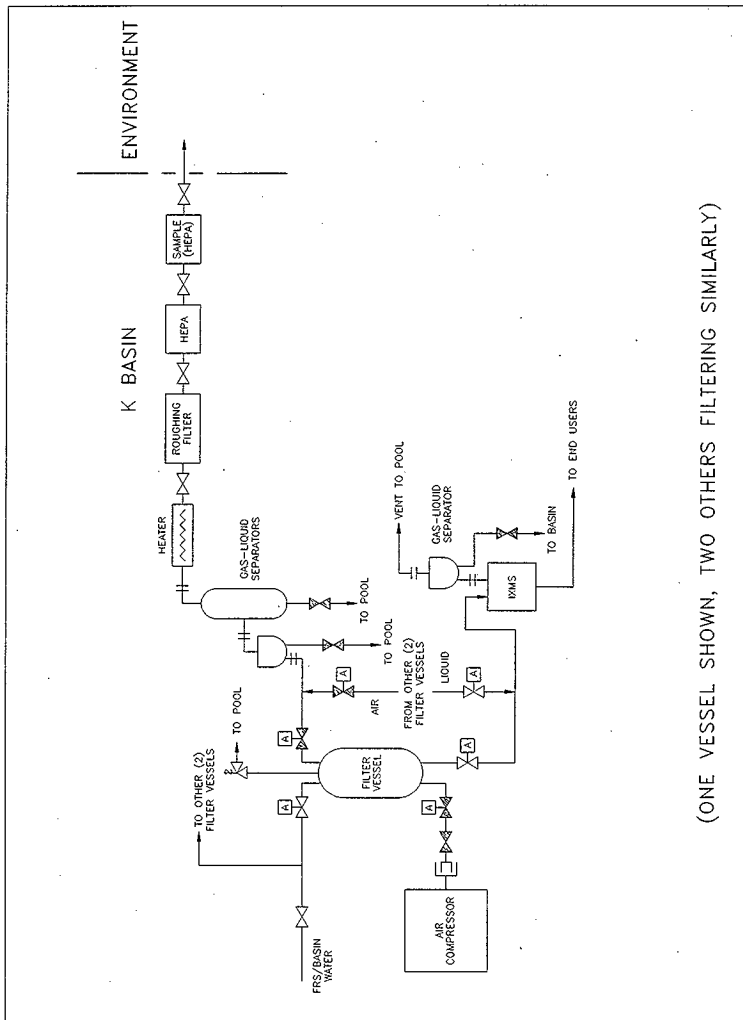 K BASIN
ENVIRONMENT
HEATER
ROUGHING
FILTER
HEPA
SAMPLE
(HEPA)
GAS-LIQUID
SEPARATORS
TO POOL
TO POOL
TO OTHER (2)
FILTER VESSELS
TO POOL
A
A
A
AIR
FROM OTHER (2)
FILTER VESSELS
LIQUID
A
VENT TO POOL
GAS-LIQUID
SEPARATOR
TO BASIN
IXMS
TO END USERS
FRS/BASIN
WATER
FILTER
VESSEL
A
A
AIR
COMPRESSOR
(ONE VESSEL SHOWN, TWO OTHERS FILTERING SIMILARLY)